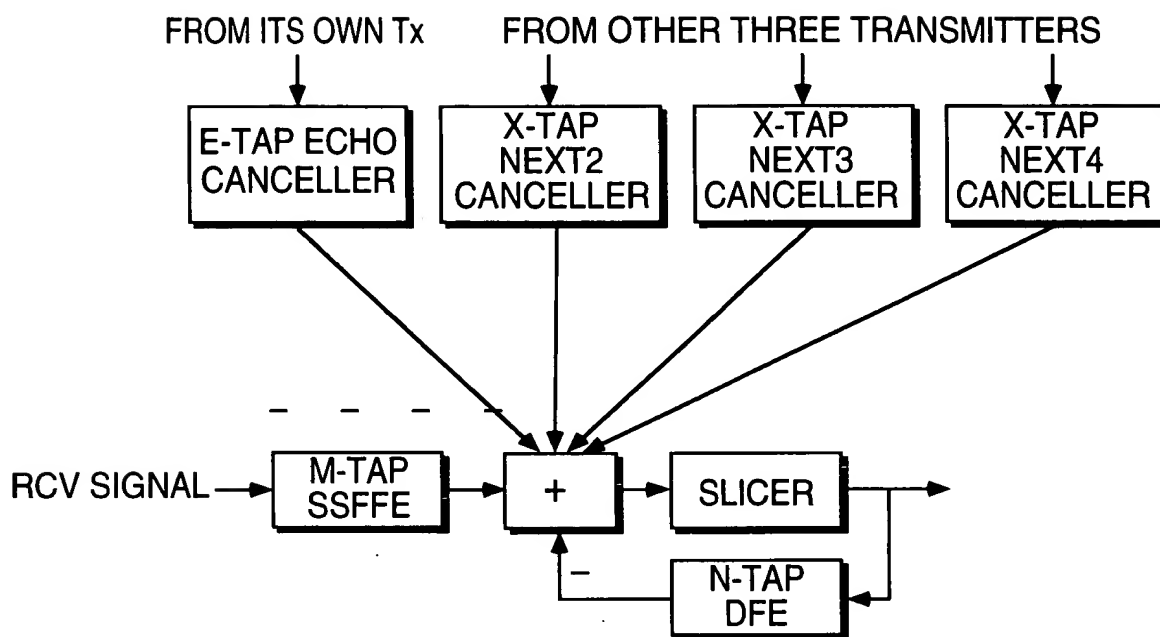 FROM ITS OWN Tx
FROM OTHER THREE TRANSMITTERS
E-TAP ECHO
CANCELLER
X-TAP
NEXT2
CANCELLER
X-TAP
NEXT3
CANCELLER
X-TAP
NEXT4
CANCELLER
– – – –
RCV SIGNAL
M-TAP
SSFFE
+
SLICER
–
N-TAP
DFE